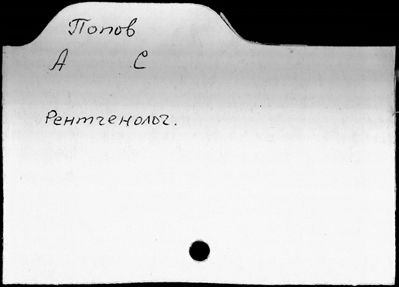 Попов
А С
Рентгенолог.